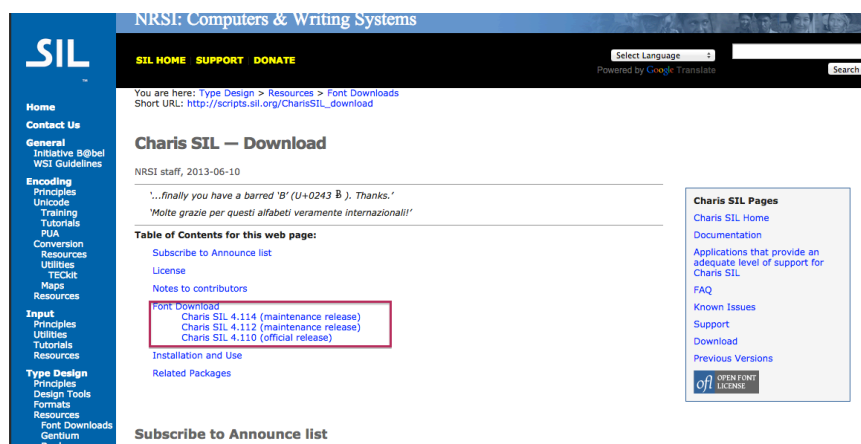 NRSI: Computers & Writing Systems
SIL
™
SIL HOME SUPPORT DONATE
Select Language
Powered by Google Translate
Search
Home
Contact Us
General
Initiative B@bel
WSI Guidelines
Encoding
Principles
Unicode
Training
Tutorials
PUA
Conversion
Resources
Utilities
TECkit
Maps
Resources
Input
Principles
Utilities
Tutorials
Resources
Type Design
Principles
Design Tools
Formats
Resources
Font Downloads
Gentium
You are here: Type Design > Resources > Font Downloads
Short URL: http://scripts.sil.org/CharisSIL_download
Charis SIL — Download
NRSI staff, 2013-06-10
‘...finally you have a barred ‘B’ (U+0243 Ƀ ). Thanks.’
‘Molte grazie per questi alfabeti veramente internazionali!’
Table of Contents for this web page:
Subscribe to Announce list
License
Notes to contributors
Font Download
Charis SIL 4.114 (maintenance release)
Charis SIL 4.112 (maintenance release)
Charis SIL 4.110 (official release)
Installation and Use
Related Packages
Subscribe to Announce list
Charis SIL Pages
Charis SIL Home
Documentation
Applications that provide an
adequate level of support for
Charis SIL
FAQ
Known Issues
Support
Download
Previous Versions
ofl OPEN FONT
LICENSE